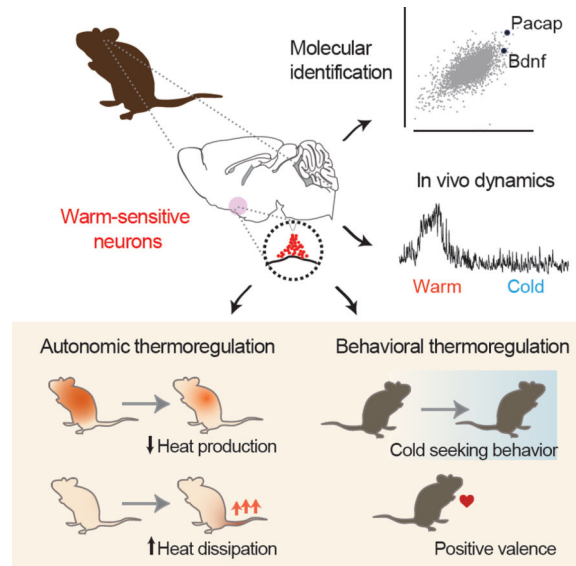 Molecular
identification
Pacap
Bdnf
Warm-sensitive
neurons
In vivo dynamics
Warm
Cold
Autonomic thermoregulation
Heat production
Heat dissipation
Behavioral thermoregulation
Cold seeking behavior
Positive valence